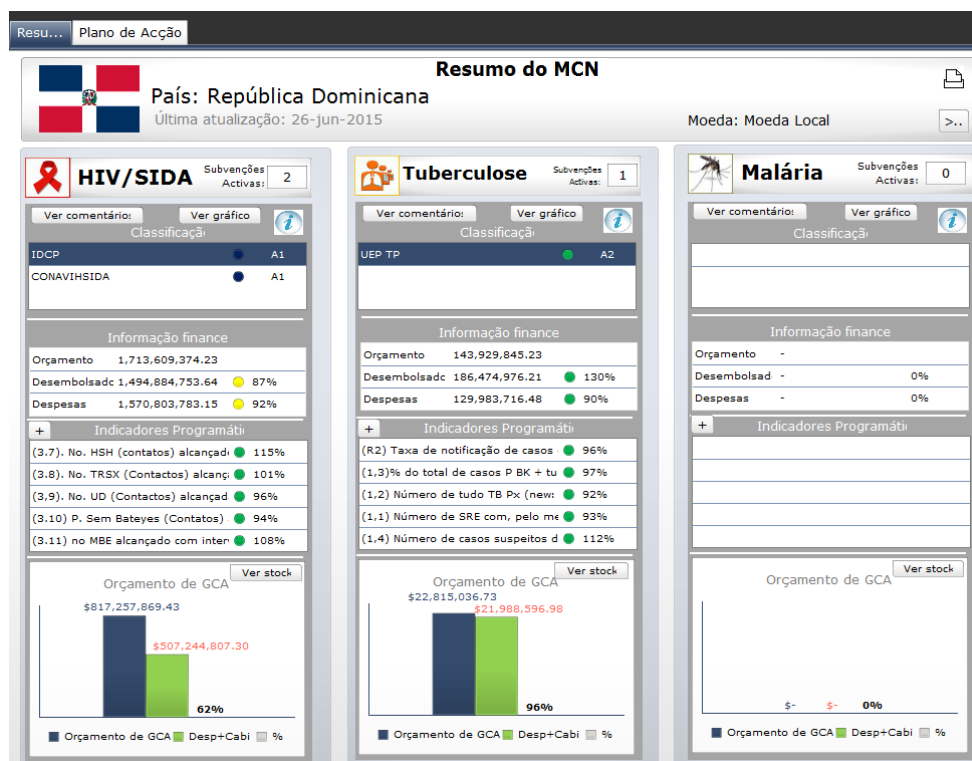 Resu... Plano de Acção
Resumo do MCN
País: República Dominicana
Última atualização: 26-jun-2015
Moeda: Moeda Local
>..
HIV/SIDA
Subvenções
Activas: 2
Ver comentário: Ver gráfico
Classificaçã
IDCP A1
CONAVIHSIDA A1
Informação finance
Orçamento 1,713,609,374.23
Desembolsadc 1,494,884,753.64 87%
Despesas 1,570,803,783.15 92%
+ Indicadores Programáti
(3.7). No. HSH (contatos) alcançad 115%
(3.8). No. TRSX (Contactos) alcanç 101%
(3,9). No. UD (Contactos) alcançad 96%
(3.10) P. Sem Bateyes (Contatos) 94%
(3.11) no MBE alcançado com inter 108%
Ver stock
Orçamento de GCA
$817,257,869.43
$507,244,807.30
62%
Orçamento de GCA Desp+Cabi %
Tuberculose
Subvenções
Activas: 1
Ver comentário: Ver gráfico
Classificaçã
UEP TP A2
Informação finance
Orçamento 143,929,845.23
Desembolsadc 186,474,976.21 130%
Despesas 129,983,716.48 90%
+ Indicadores Programáti
(R2) Taxa de notificação de casos 96%
(1,3)% do total de casos P BK + tu 97%
(1,2) Número de tudo TB Px (new: 92%
(1,1) Número de SRE com, pelo me 93%
(1,4) Número de casos suspeitos d 112%
Ver stock
Orçamento de GCA
$22,815,036.73
$21,988,596.98
96%
Orçamento de GCA Desp+Cabi %
Malária
Subvenções
Activas: 0
Ver comentário: Ver gráfico
Classificaçã
Informação finance
Orçamento -
Desembolsad - 0%
Despesas - 0%
+ Indicadores Programáti
Ver stock
Orçamento de GCA
$- $- 0%
Orçamento de GCA Desp+Cabi %